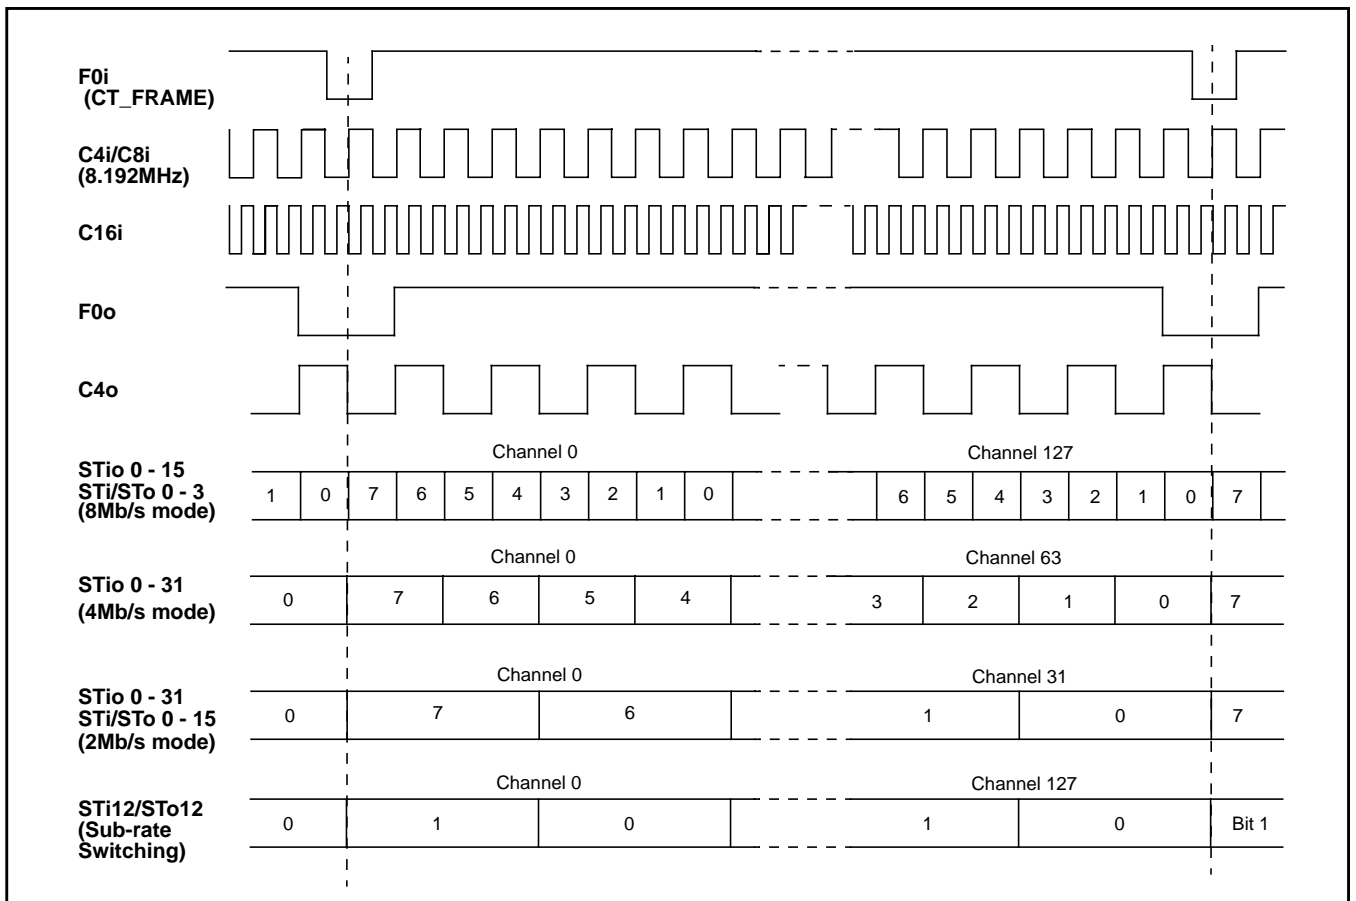 F0i
(CT_FRAME)
C4i/C8i
(8.192MHz)
C16i
F0o
C4o
Channel 0 Channel 127
STio 0 - 15
STi/STo 0 - 3
(8Mb/s mode)
1 0 7 6 5 4 3 2 1 0 6 5 4 3 2 1 0 7
Channel 0 Channel 63
STio 0 - 31
(4Mb/s mode)
0 7 6 5 4 3 2 1 0 7
Channel 0 Channel 31
STio 0 - 31
STi/STo 0 - 15
(2Mb/s mode)
0 7 6 1 0 7
Channel 0 Channel 127
STi12/STo12
(Sub-rate
Switching)
0 1 0 1 0 Bit 1